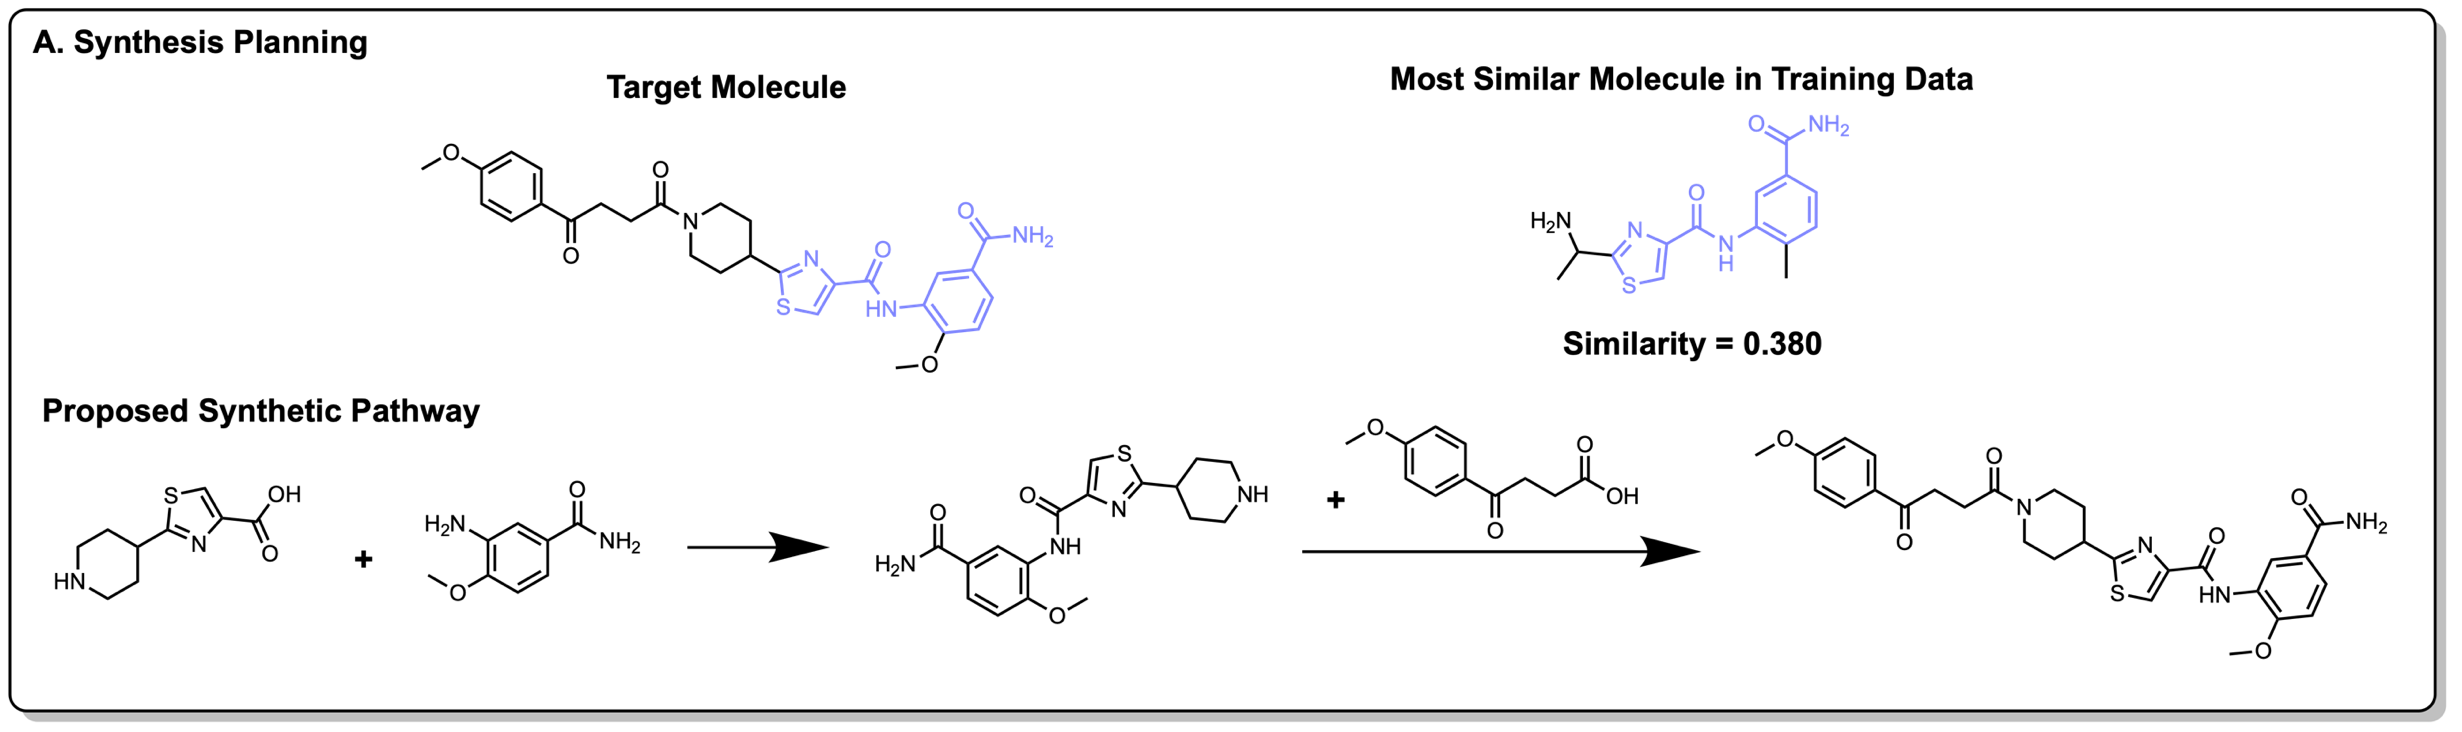 A. Synthesis Planning
Target Molecule
Most Similar Molecule in Training Data
O
O
O
N
N
S
O
HN
O
NH2
O
H2N
N
S
O
N
H
O
NH2
Similarity = 0.380
Proposed Synthetic Pathway
S
N
OH
O
HN
+
H2N
O
O
NH2
O
H2N
O
NH
O
S
N
NH
+
O
O
O
OH
O
O
O
N
N
S
O
HN
O
O
NH2